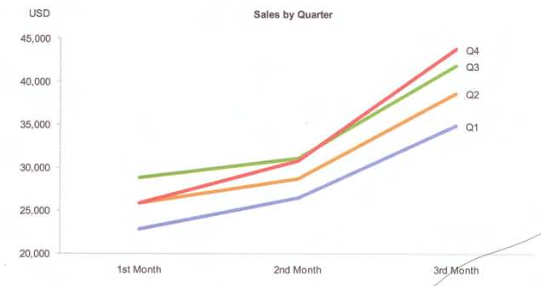 USD
Sales by Quarter
45,000
40,000
35,000
30,000
25,000
20,000
Q4
Q3
Q2
Q1
1st Month
2nd Month
3rd Month